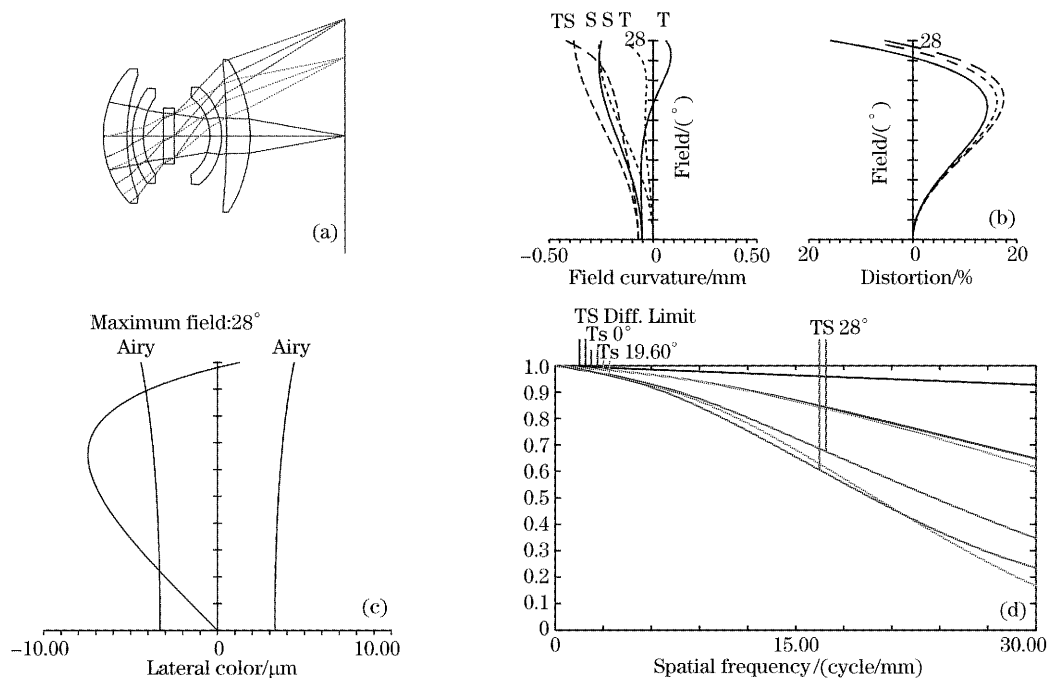 (a)
TS S S T T
28
Field/(°)
−0.50 0 0.50
Field curvature/mm
28
Field/(°)
(b)
20 0 20
Distortion/%
Maximum field:28°
Airy Airy
(c)
−10.00 0 10.00
Lateral color/μm
TS Diff. Limit
Ts 0°
Ts 19.60°
TS 28°
1.0
0.9
0.8
0.7
0.6
0.5
0.4
0.3
0.2
0.1
0
(d)
0 15.00 30.00
Spatial frequency/(cycle/mm)